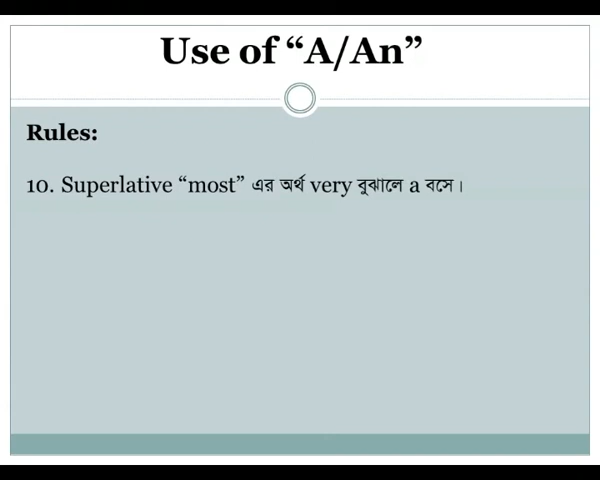 Use of “A/An”
Rules:
10. Superlative “most” এর অর্থ very বুঝালে a বসে।